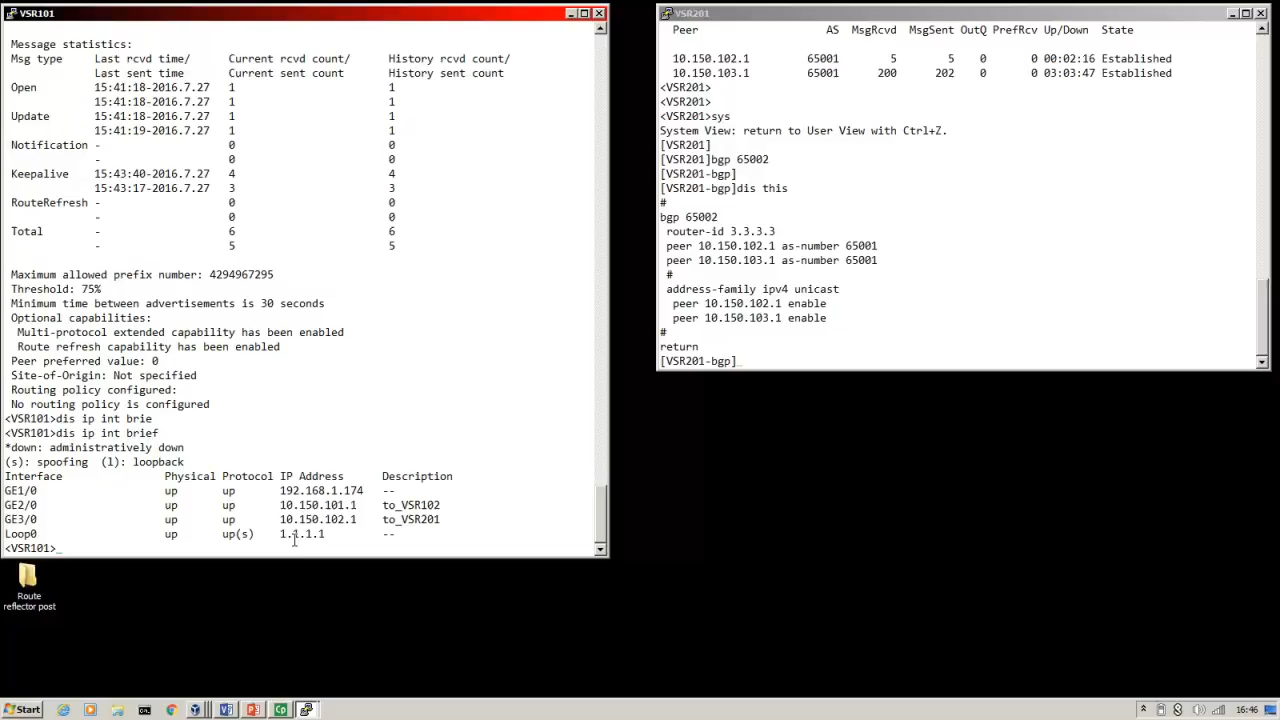 VSR101
Message statistics:
Msg type     Last rcvd time/      Current rcvd count/      History rcvd count/
Last sent time       Current sent count       History sent count
Open         15:41:18-2016.7.27   1                        1
15:41:18-2016.7.27   1                        1
Update       15:41:19-2016.7.27   1                        1
15:41:19-2016.7.27   1                        1
Notification -                    0                        0
-                    0                        0
Keepalive    15:43:40-2016.7.27   4                        4
15:43:17-2016.7.27   3                        3
RouteRefresh -                    0                        0
-                    0                        0
Total        -                    6                        6
-                    5                        5
Maximum allowed prefix number: 4294967295
Threshold: 75%
Minimum time between advertisements is 30 seconds
Optional capabilities:
Multi-protocol extended capability has been enabled
Route refresh capability has been enabled
Peer preferred value: 0
Site-of-Origin: Not specified
Routing policy configured:
No routing policy is configured
<VSR101>dis ip int brie
<VSR101>dis ip int brief
*down: administratively down
(s): spoofing  (l): loopback
Interface                Physical Protocol IP Address      Description
GE1/0                    up       up       192.168.1.174   --
GE2/0                    up       up       10.150.101.1    to_VSR102
GE3/0                    up       up       10.150.102.1    to_VSR201
Loop0                    up       up(s)    1.1.1.1         --
<VSR101>
VSR201
Peer                    AS  MsgRcvd  MsgSent OutQ PrefRcv Up/Down  State
10.150.102.1         65001        5        5    0       0 00:02:16 Established
10.150.103.1         65001      200      202    0       0 03:03:47 Established
<VSR201>
<VSR201>
<VSR201>sys
System View: return to User View with Ctrl+Z.
[VSR201]
[VSR201]bgp 65002
[VSR201-bgp]
[VSR201-bgp]dis this
#
bgp 65002
router-id 3.3.3.3
peer 10.150.102.1 as-number 65001
peer 10.150.103.1 as-number 65001
#
address-family ipv4 unicast
peer 10.150.102.1 enable
peer 10.150.103.1 enable
#
return
[VSR201-bgp]
Route
reflector post
Start
16:46